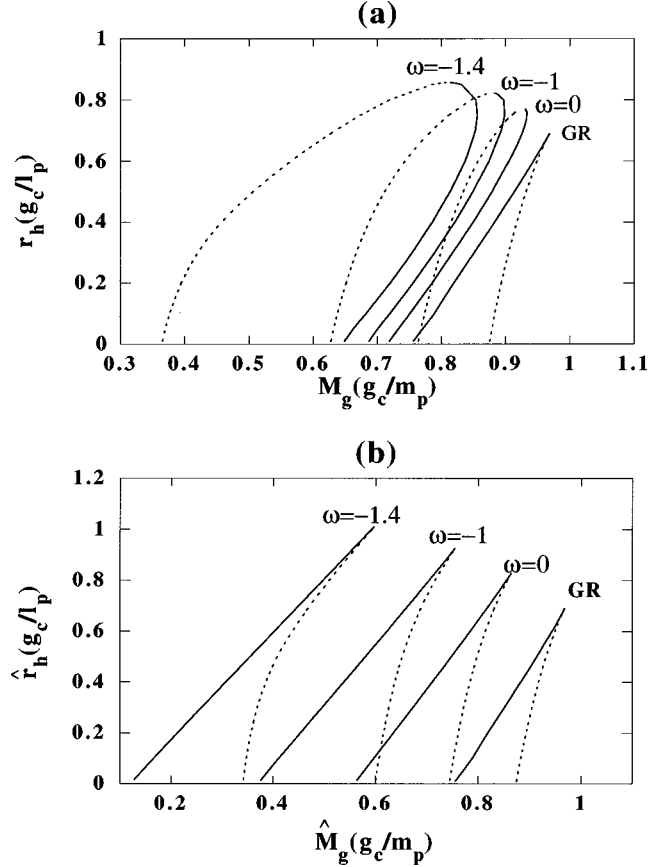 (a)
1
0.8
0.6
0.4
0.2
0
r_h(g_c/l_p)
ω=−1.4
ω=−1
ω=0
GR
0.3 0.4 0.5 0.6 0.7 0.8 0.9 1 1.1
M_g(g_c/m_p)
(b)
1.2
1
0.8
0.6
0.4
0.2
0
r̂_h(g_c/l_p)
ω=−1.4
ω=−1
ω=0
GR
0.2 0.4 0.6 0.8 1
M̂_g(g_c/m_p)